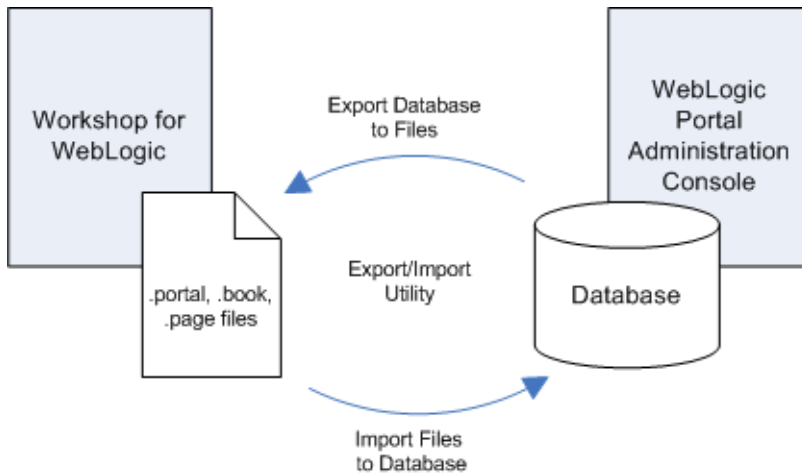 Workshop for
WebLogic
Export Database
to Files
WebLogic
Portal
Administration
Console
.portal, .book,
.page files
Export/Import
Utility
Database
Import Files
to Database